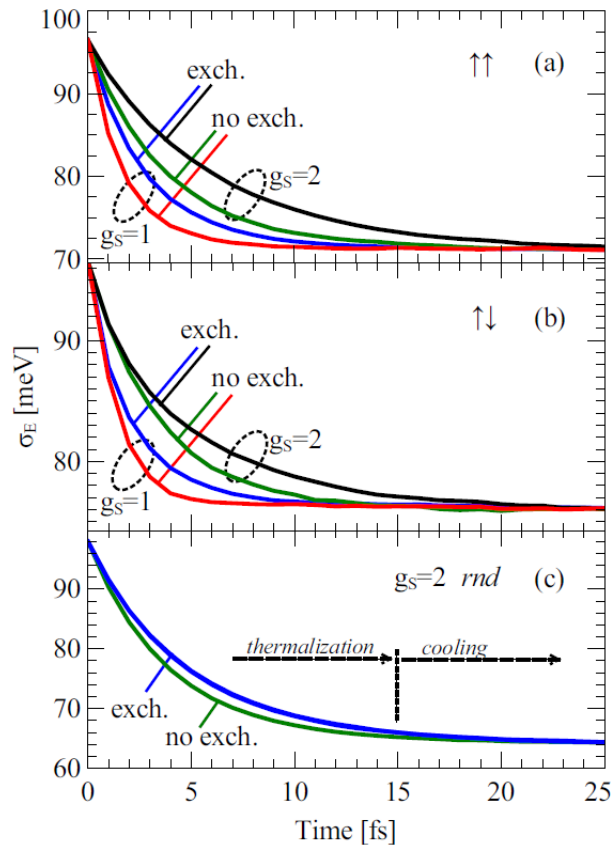 100
90
80
70
exch.
no exch.
g_S=2
g_S=1
↑↑ (a)
90
80
exch.
no exch.
g_S=2
g_S=1
↑↓ (b)
σ_E [meV]
90
80
70
60
g_S=2 rnd (c)
thermalization cooling
exch.
no exch.
0 5 10 15 20 25
Time [fs]